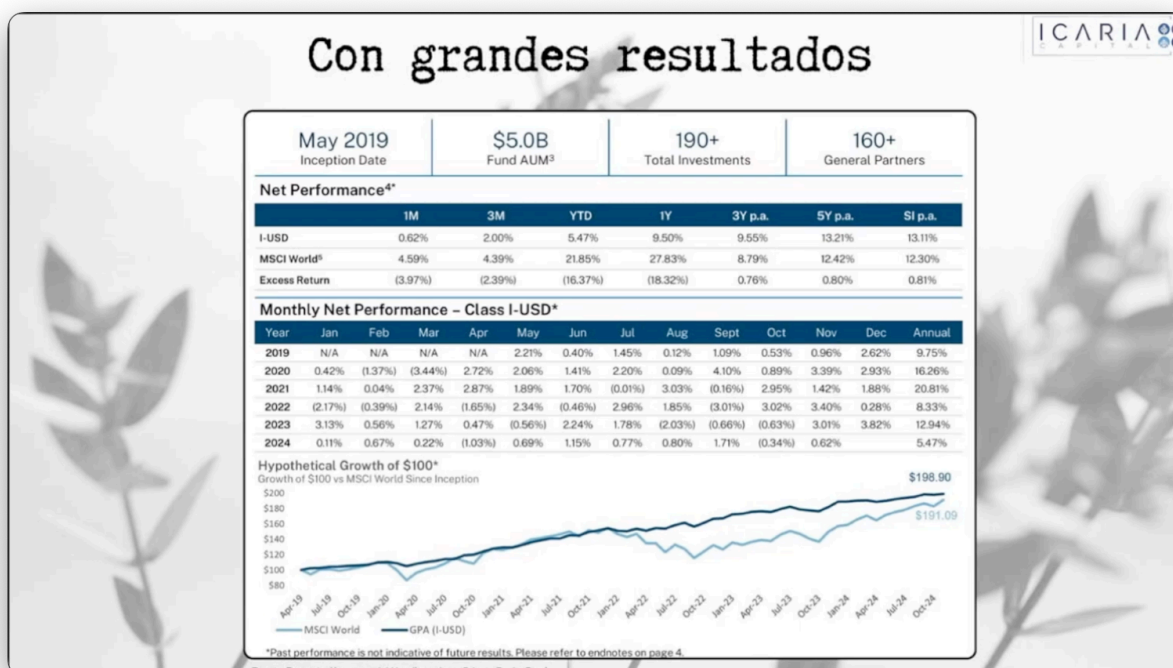 ICARIA
CAPITAL
Con grandes resultados
May 2019 $5.0B 190+ 160+
Inception Date Fund AUM³ Total Investments General Partners
Net Performance⁴*
1M 3M YTD 1Y 3Y p.a. 5Y p.a. SI p.a.
I-USD 0.62% 2.00% 5.47% 9.50% 9.55% 13.21% 13.11%
MSCI World⁵ 4.59% 4.39% 21.85% 27.83% 8.79% 12.42% 12.30%
Excess Return (3.97%) (2.39%) (16.37%) (18.32%) 0.76% 0.80% 0.81%
Monthly Net Performance – Class I-USD*
Year Jan Feb Mar Apr May Jun Jul Aug Sept Oct Nov Dec Annual
2019 N/A N/A N/A N/A 2.21% 0.40% 1.45% 0.12% 1.09% 0.53% 0.96% 2.62% 9.75%
2020 0.42% (1.37%) (3.44%) 2.72% 2.06% 1.41% 2.20% 0.09% 4.10% 0.89% 3.39% 2.93% 16.26%
2021 1.14% 0.04% 2.37% 2.87% 1.89% 1.70% (0.01%) 3.03% (0.16%) 2.95% 1.42% 1.88% 20.81%
2022 (2.17%) (0.39%) 2.14% (1.65%) 2.34% (0.46%) 2.96% 1.85% (3.01%) 3.02% 3.40% 0.28% 8.33%
2023 3.13% 0.56% 1.27% 0.47% (0.56%) 2.24% 1.78% (2.03%) (0.66%) (0.63%) 3.01% 3.82% 12.94%
2024 0.11% 0.67% 0.22% (1.03%) 0.69% 1.15% 0.77% 0.80% 1.71% (0.34%) 0.62% 5.47%
Hypothetical Growth of $100*
Growth of $100 vs MSCI World Since Inception
$198.90
$200
$180
$191.09
$160
$140
$120
$100
$80
Apr-19 Jul-19 Oct-19 Jan-20 Apr-20 Jul-20 Oct-20 Jan-21 Apr-21 Jul-21 Oct-21 Jan-22 Apr-22 Jul-22 Oct-22 Jan-23 Apr-23 Jul-23 Oct-23 Jan-24 Apr-24 Jul-24 Oct-24
MSCI World GPA (I-USD)
*Past performance is not indicative of future results. Please refer to endnotes on page 4.